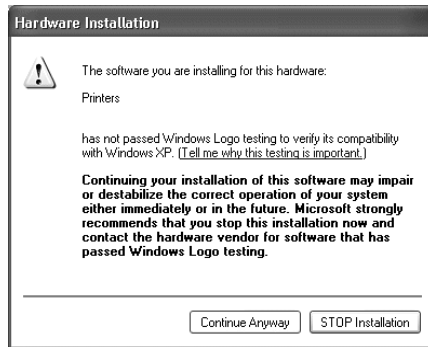 Hardware Installation
The software you are installing for this hardware:
Printers
has not passed Windows Logo testing to verify its compatibility
with Windows XP. (Tell me why this testing is important.)
Continuing your installation of this software may impair
or destabilize the correct operation of your system
either immediately or in the future. Microsoft strongly
recommends that you stop this installation now and
contact the hardware vendor for software that has
passed Windows Logo testing.
Continue Anyway
STOP Installation